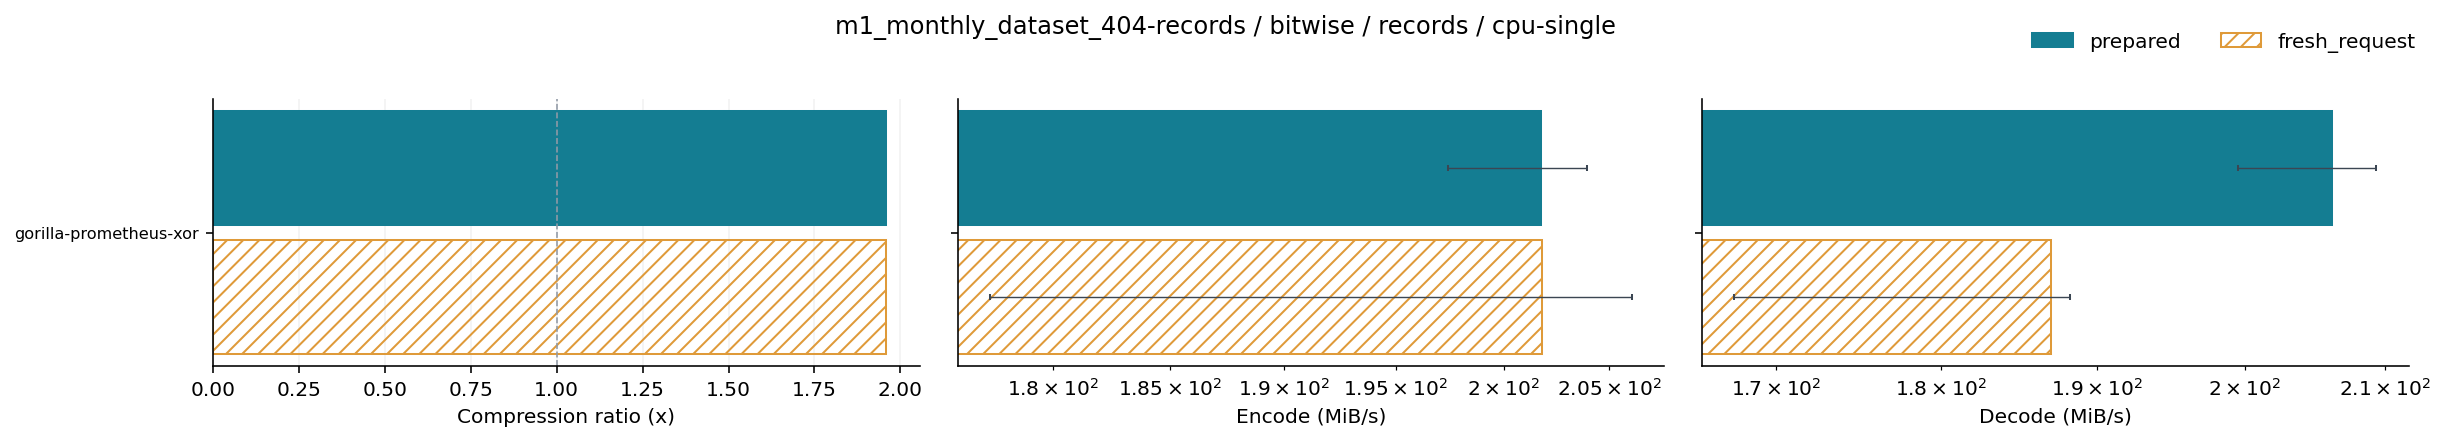 m1_monthly_dataset_404-records / bitwise / records / cpu-single
prepared
fresh_request
gorilla-prometheus-xor
0.00 0.25 0.50 0.75 1.00 1.25 1.50 1.75 2.00
Compression ratio (x)
1.8 × 10² 1.85 × 10² 1.9 × 10² 1.95 × 10² 2 × 10² 2.05 × 10²
Encode (MiB/s)
1.7 × 10² 1.8 × 10² 1.9 × 10² 2 × 10² 2.1 × 10²
Decode (MiB/s)